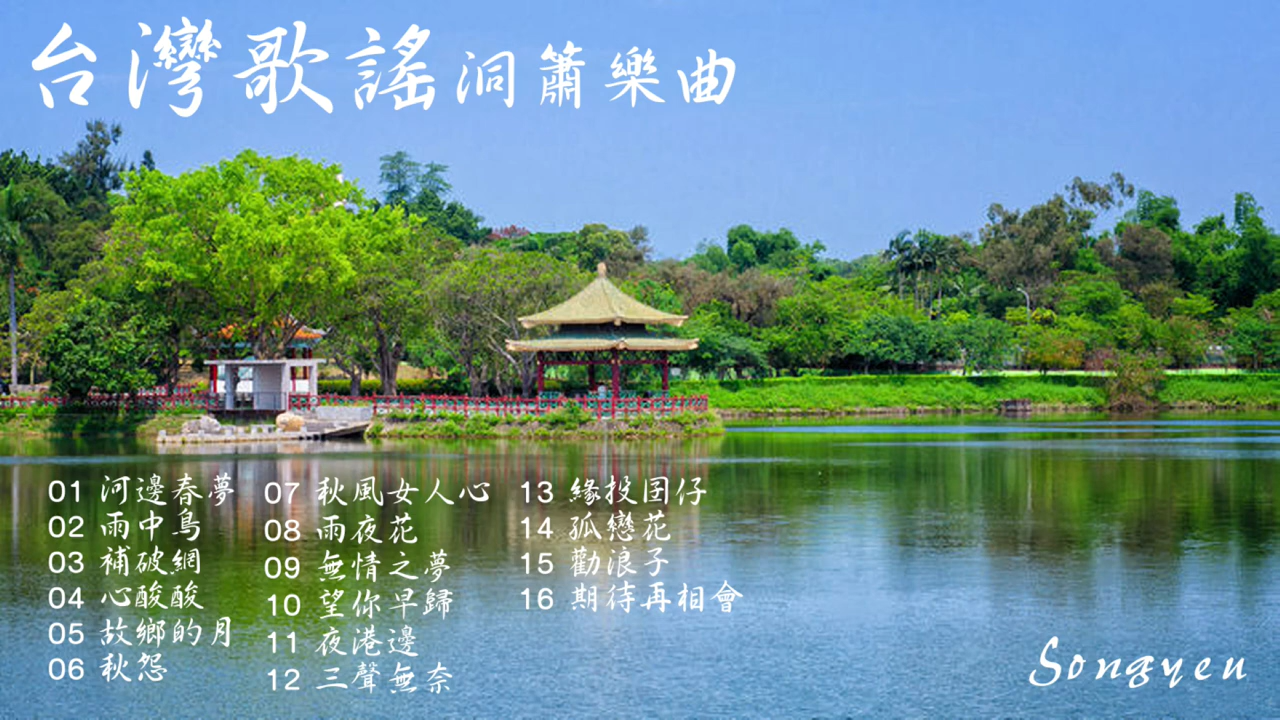 台灣歌謠 洞簫樂曲
01 河邊春夢
02 雨中鳥
03 補破網
04 心酸酸
05 故鄉的月
06 秋怨
07 秋風女人心
08 雨夜花
09 無情之夢
10 望你早歸
11 夜港邊
12 三聲無奈
13 緣投囝仔
14 孤戀花
15 勸浪子
16 期待再相會
Songyen